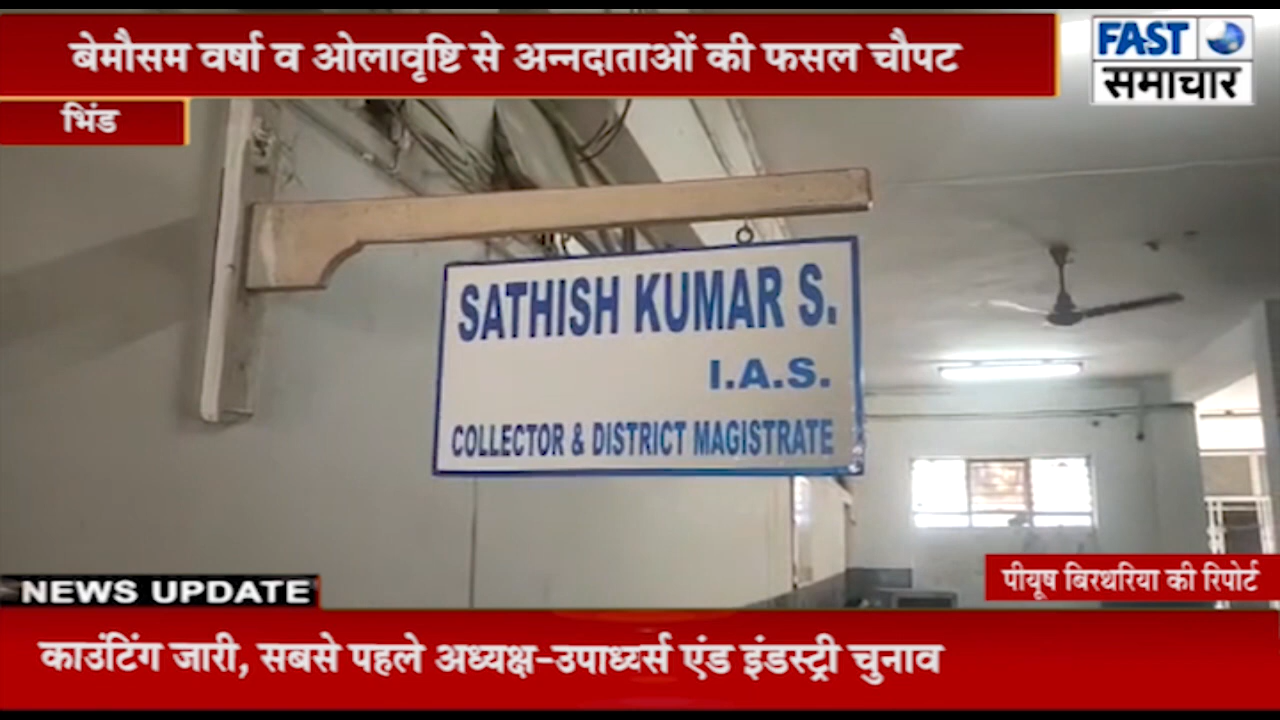 बेमौसम वर्षा व ओलावृष्टि से अन्नदाताओं की फसल चौपट
FAST
समाचार
भिंड
SATHISH KUMAR S.
I.A.S.
COLLECTOR & DISTRICT MAGISTRATE
पीयूष बिरथरिया की रिपोर्ट
NEWS UPDATE
काउंटिंग जारी, सबसे पहले अध्यक्ष-उपाध्यर्स एंड इंडस्ट्री चुनाव